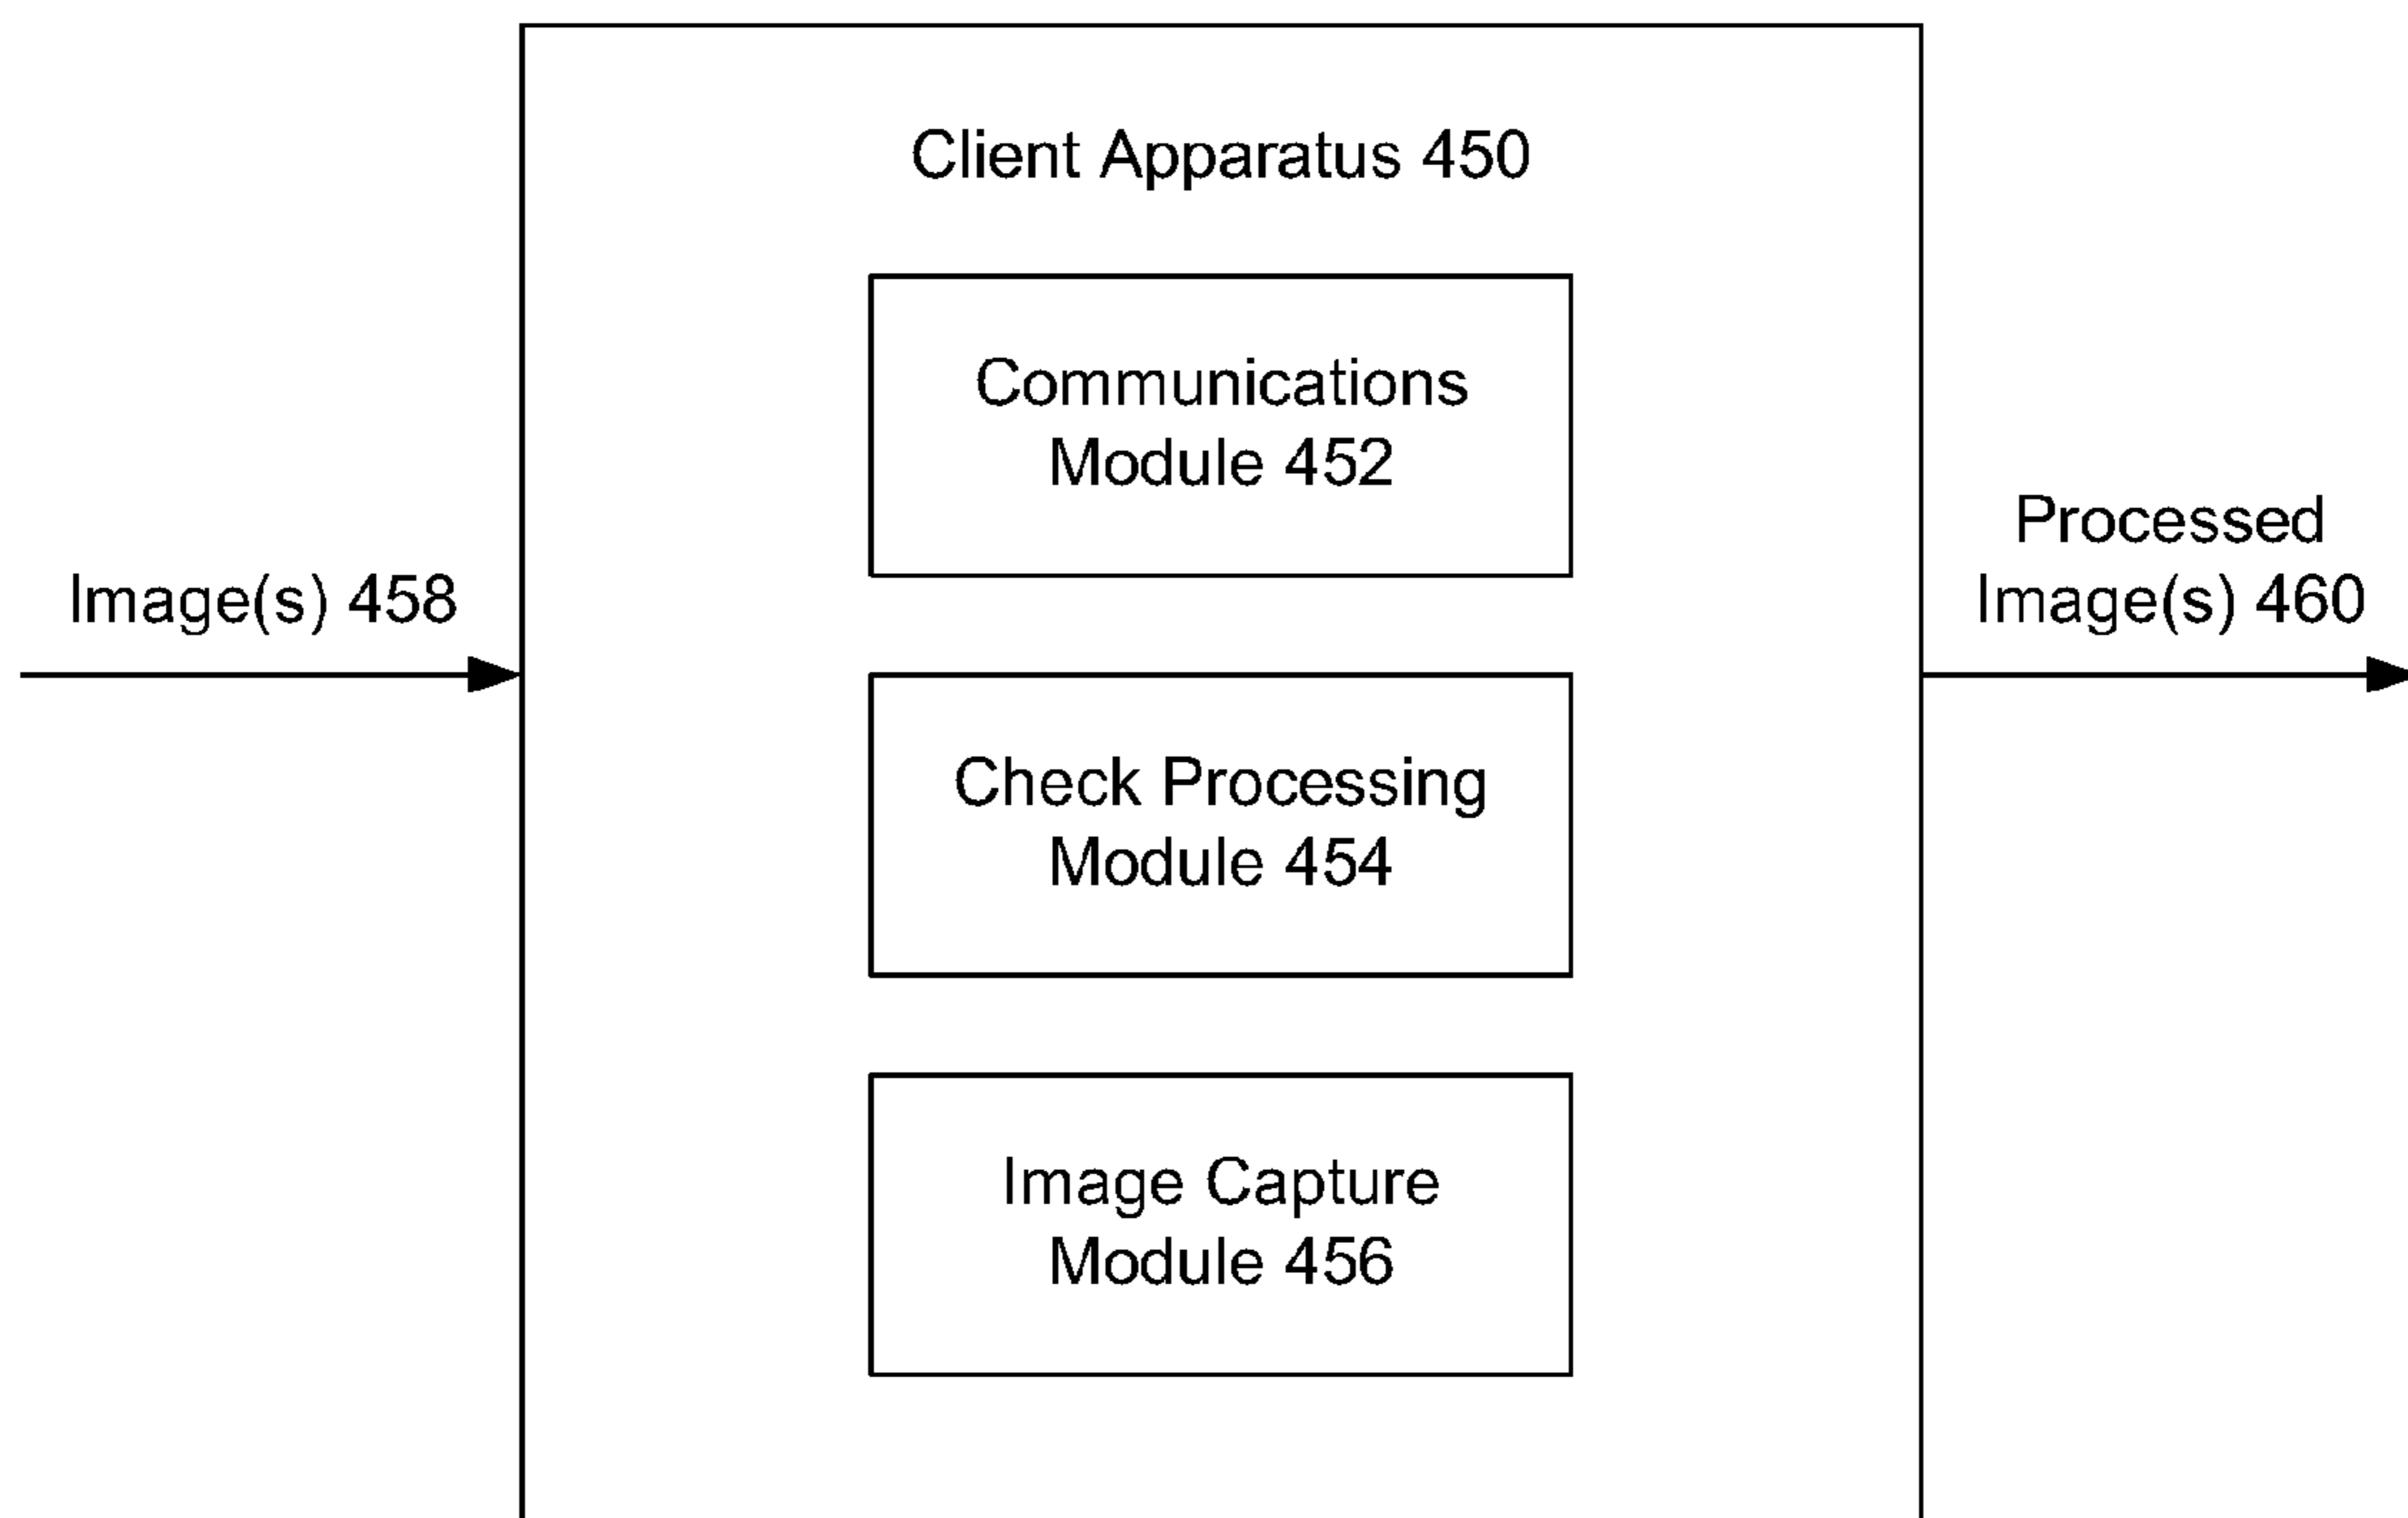 Client Apparatus 450
Communications
Module 452
Image(s) 458
Processed
Image(s) 460
Check Processing
Module 454
Image Capture
Module 456